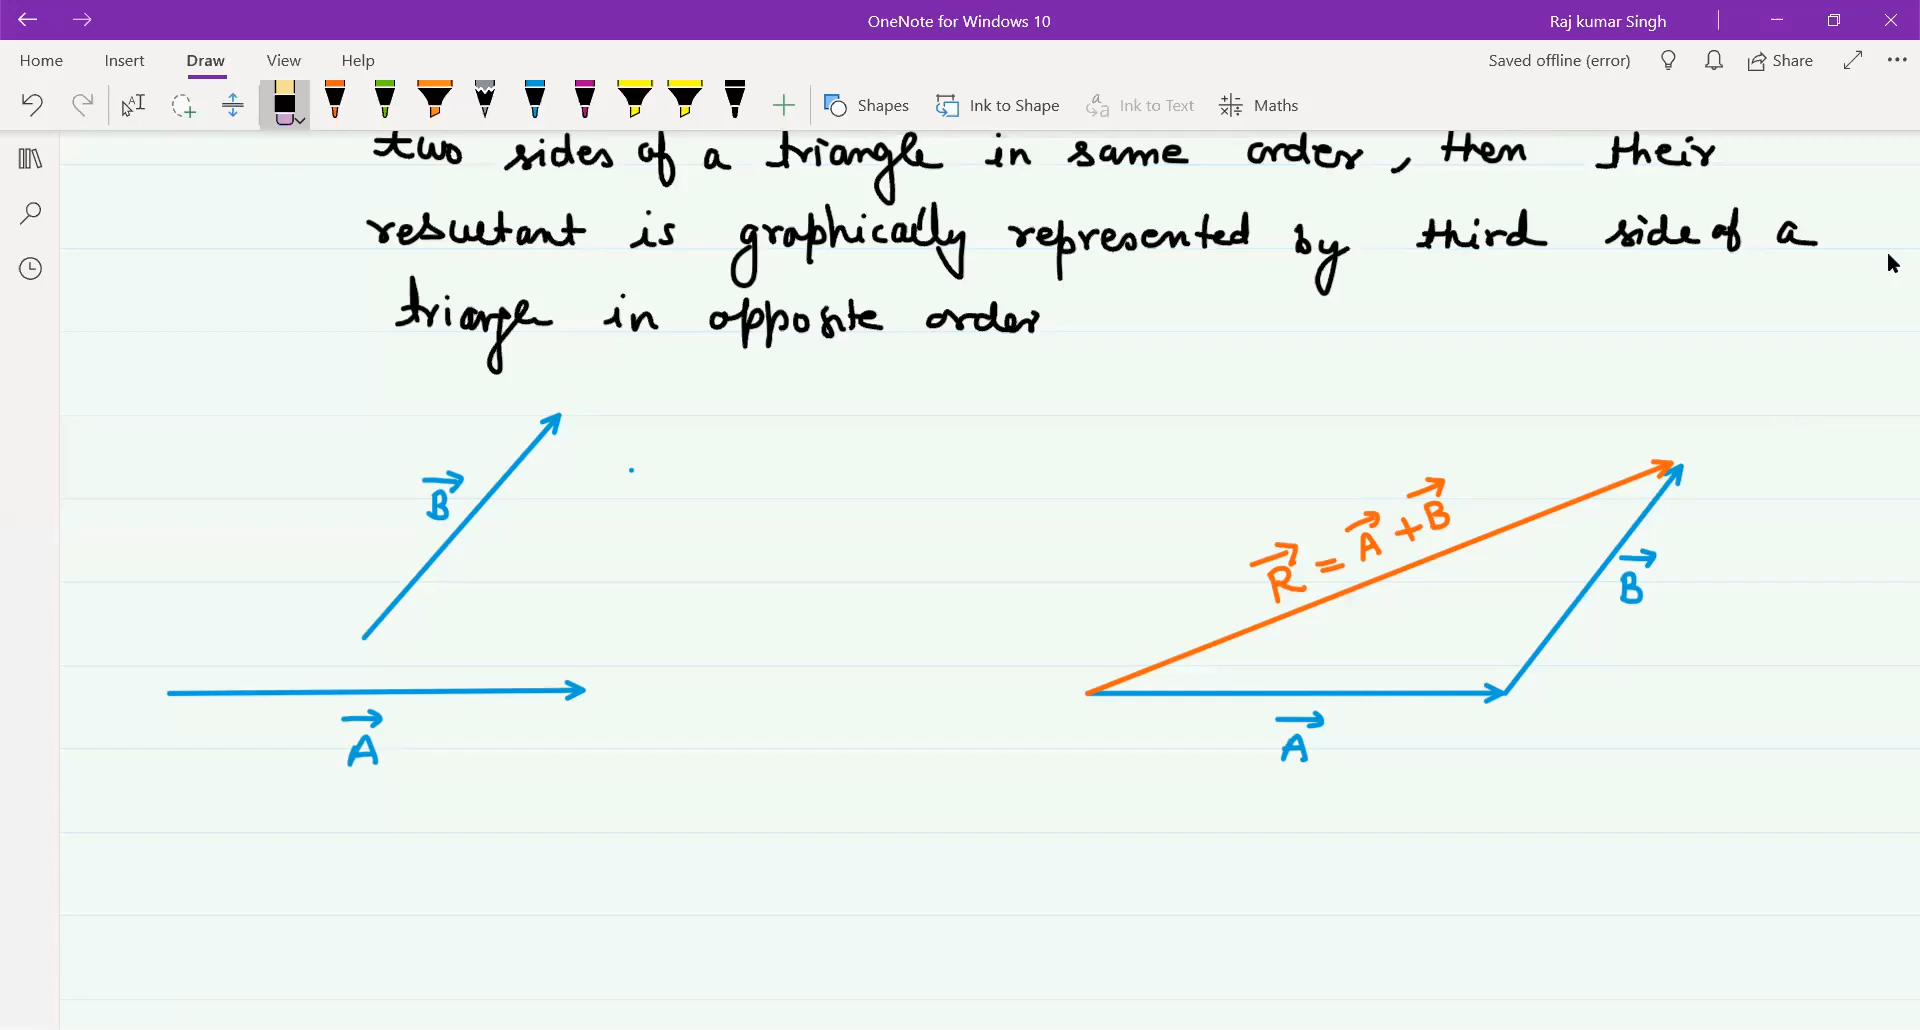 OneNote for Windows 10
Raj kumar Singh
Home Insert Draw View Help
Saved offline (error) Share
Shapes Ink to Shape Ink to Text Maths
two sides of a triangle in same order, then their
resultant is graphically represented by third side of a
triangle in opposite order
B
A
R = A + B
B
A